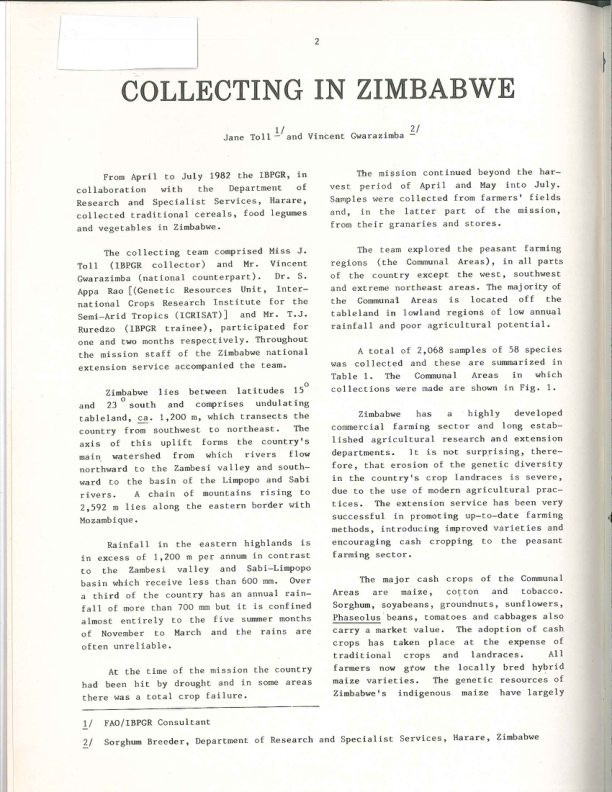 2
COLLECTING IN ZIMBABWE
Jane Toll 1/ and Vincent Gwarazimba 2/
From April to July 1982 the IBPGR, in
collaboration with the Department of
Research and Specialist Services, Harare,
collected traditional cereals, food legumes
and vegetables in Zimbabwe.
The collecting team comprised Miss J.
Toll (IBPGR collector) and Mr. Vincent
Gwarazimba (national counterpart). Dr. S.
Appa Rao [(Genetic Resources Unit, Inter-
national Crops Research Institute for the
Semi-Arid Tropics (ICRISAT)] and Mr. T.J.
Ruredzo (IBPGR trainee), participated for
one and two months respectively. Throughout
the mission staff of the Zimbabwe national
extension service accompanied the team.
Zimbabwe lies between latitudes 15°
and 23° south and comprises undulating
tableland, ca. 1,200 m, which transects the
country from southwest to northeast. The
axis of this uplift forms the country's
main watershed from which rivers flow
northward to the Zambesi valley and south-
ward to the basin of the Limpopo and Sabi
rivers. A chain of mountains rising to
2,592 m lies along the eastern border with
Mozambique.
Rainfall in the eastern highlands is
in excess of 1,200 m per annum in contrast
to the Zambesi valley and Sabi-Limpopo
basin which receive less than 600 mm. Over
a third of the country has an annual rain-
fall of more than 700 mm but it is confined
almost entirely to the five summer months
of November to March and the rains are
often unreliable.
At the time of the mission the country
had been hit by drought and in some areas
there was a total crop failure.
The mission continued beyond the har-
vest period of April and May into July.
Samples were collected from farmers' fields
and, in the latter part of the mission,
from their granaries and stores.
The team explored the peasant farming
regions (the Communal Areas), in all parts
of the country except the west, southwest
and extreme northeast areas. The majority of
the Communal Areas is located off the
tableland in lowland regions of low annual
rainfall and poor agricultural potential.
A total of 2,068 samples of 58 species
was collected and these are summarized in
Table 1. The Communal Areas in which
collections were made are shown in Fig. 1.
Zimbabwe has a highly developed
commercial farming sector and long estab-
lished agricultural research and extension
departments. It is not surprising, there-
fore, that erosion of the genetic diversity
in the country's crop landraces is severe,
due to the use of modern agricultural prac-
tices. The extension service has been very
successful in promoting up-to-date farming
methods, introducing improved varieties and
encouraging cash cropping to the peasant
farming sector.
The major cash crops of the Communal
Areas are maize, cotton and tobacco.
Sorghum, soyabeans, groundnuts, sunflowers,
Phaseolus beans, tomatoes and cabbages also
carry a market value. The adoption of cash
crops has taken place at the expense of
traditional crops and landraces. All
farmers now grow the locally bred hybrid
maize varieties. The genetic resources of
Zimbabwe's indigenous maize have largely
1/ FAO/IBPGR Consultant
2/ Sorghum Breeder, Department of Research and Specialist Services, Harare, Zimbabwe